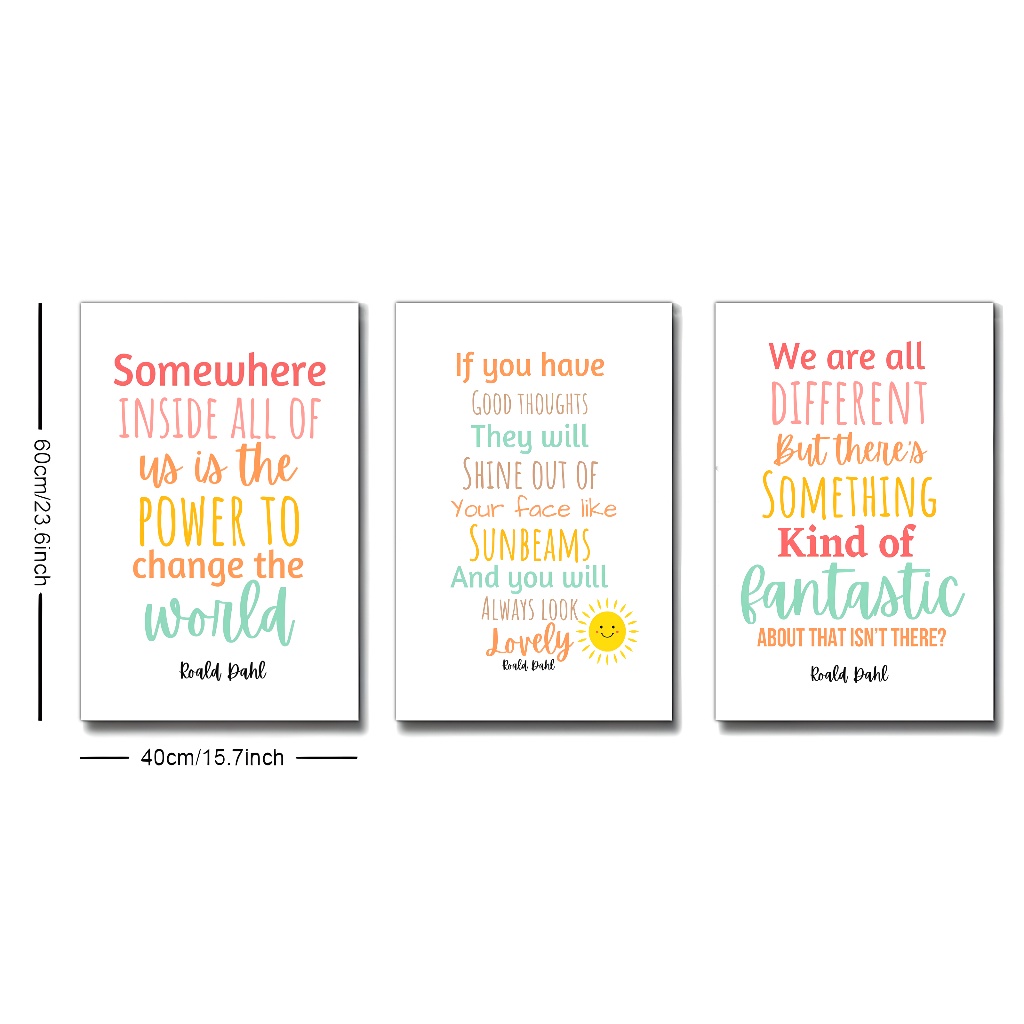 Somewhere
INSIDE ALL OF
us is the
POWER TO
change the
world
Roald Dahl
If you have
GOOD THOUGHTS
They will
SHINE OUT OF
Your face like
SUNBEAMS
And you will
ALWAYS LOOK
Lovely
Roald Dahl
We are all
DIFFERENT
But there's
SOMETHING
Kind of
fantastic
ABOUT THAT ISN'T THERE?
Roald Dahl
60cm/23.6inch
40cm/15.7inch